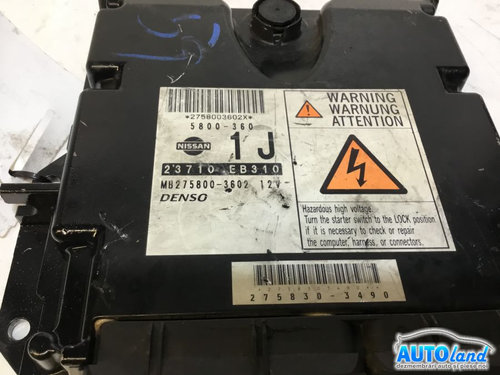 *2758003602X*
5800-360
NISSAN
1J
23710 EB310
MB275800-3602 12V
DENSO
WARNING
WARNUNG
ATTENTION
Hazardous high voltage.
Turn the starter switch to the LOCK position
if it is necessary to check or repair
the computer, harness, or connectors.
275830-3490
AUTOland
dezmembrări auto și piese noi